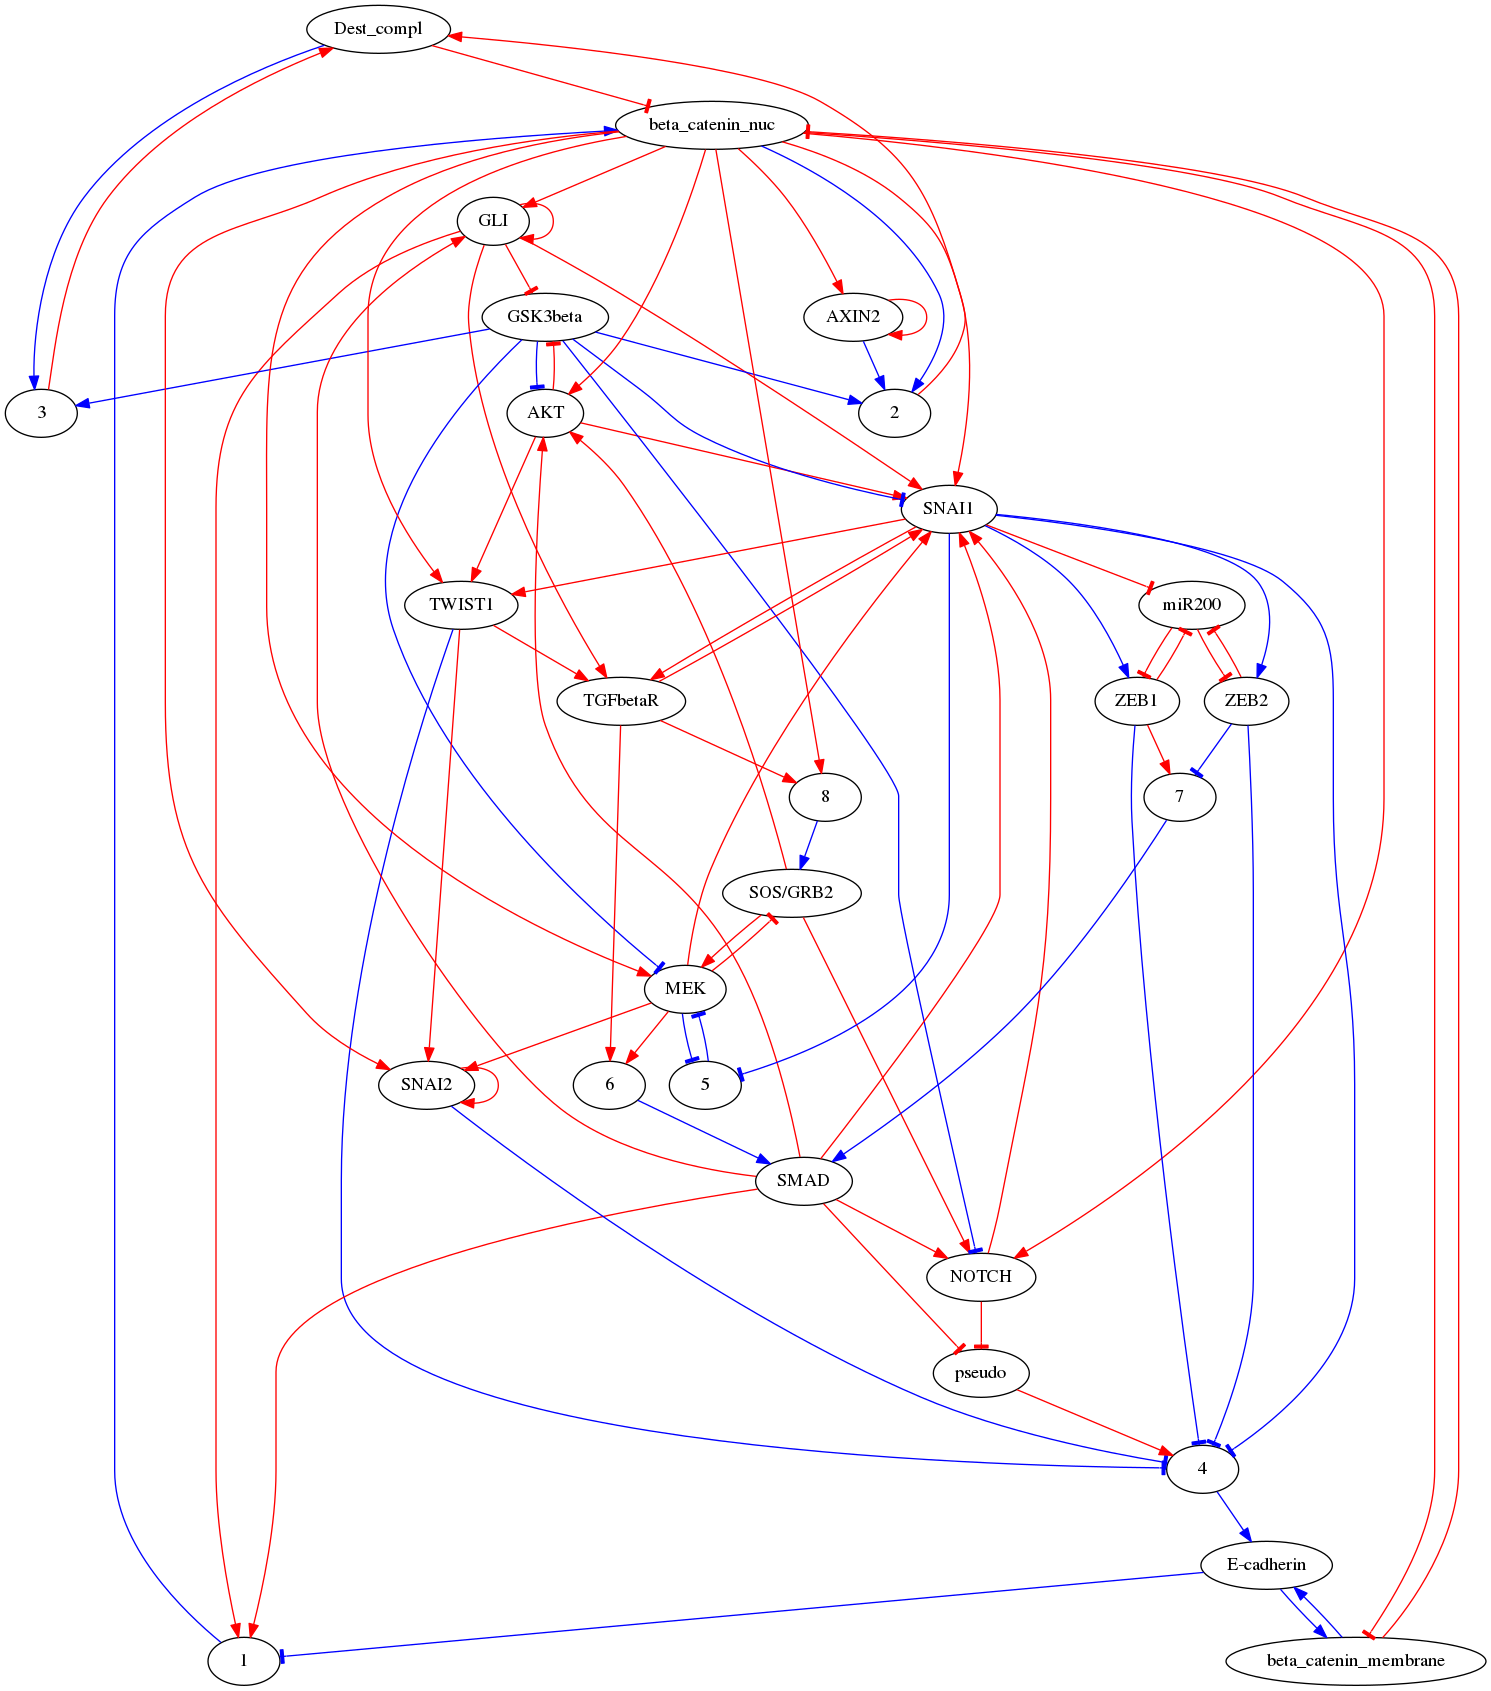 Dest_compl
beta_catenin_nuc
GLI
GSK3beta
AXIN2
3
AKT
2
SNAI1
TWIST1
miR200
TGFbetaR
ZEB1
ZEB2
8
7
SOS/GRB2
MEK
SNAI2
6
5
SMAD
NOTCH
pseudo
4
E-cadherin
1
beta_catenin_membrane